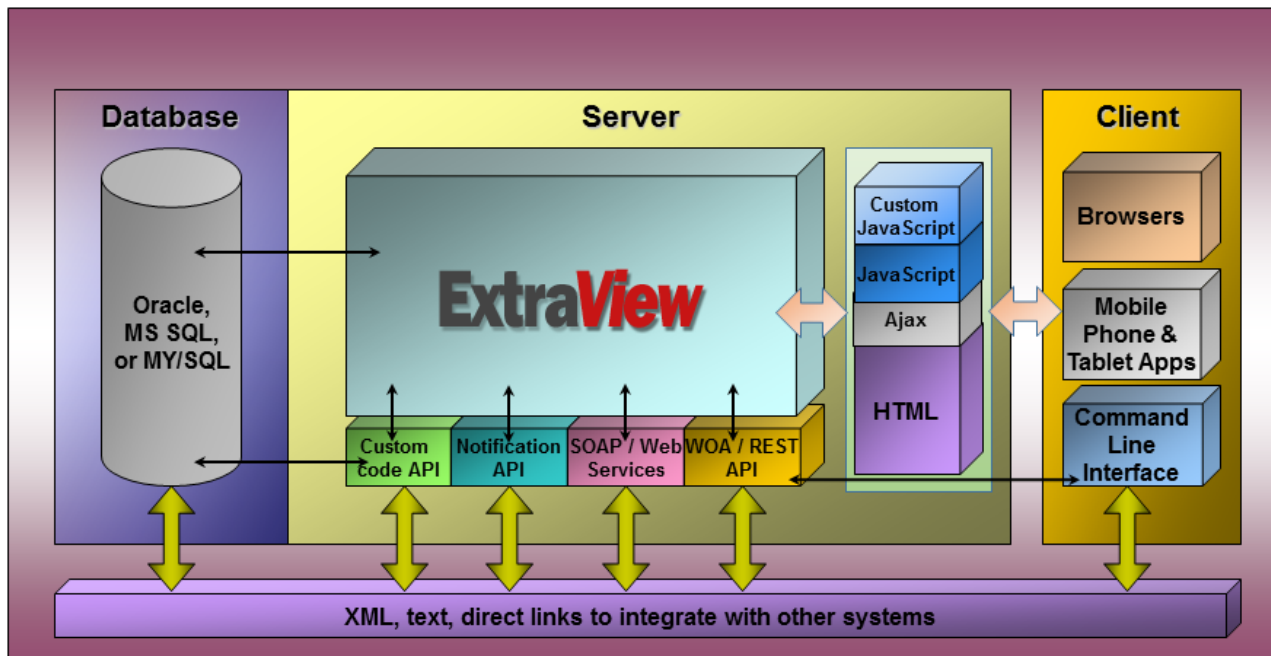 Database
Server
Client
Oracle,
MS SQL,
or MY/SQL
ExtraView
Custom
JavaScript
JavaScript
Ajax
HTML
Browsers
Mobile
Phone &
Tablet Apps
Command
Line
Interface
Custom
Code API
Notification
API
SOAP / Web
Services
WOA / REST
API
XML, text, direct links to integrate with other systems